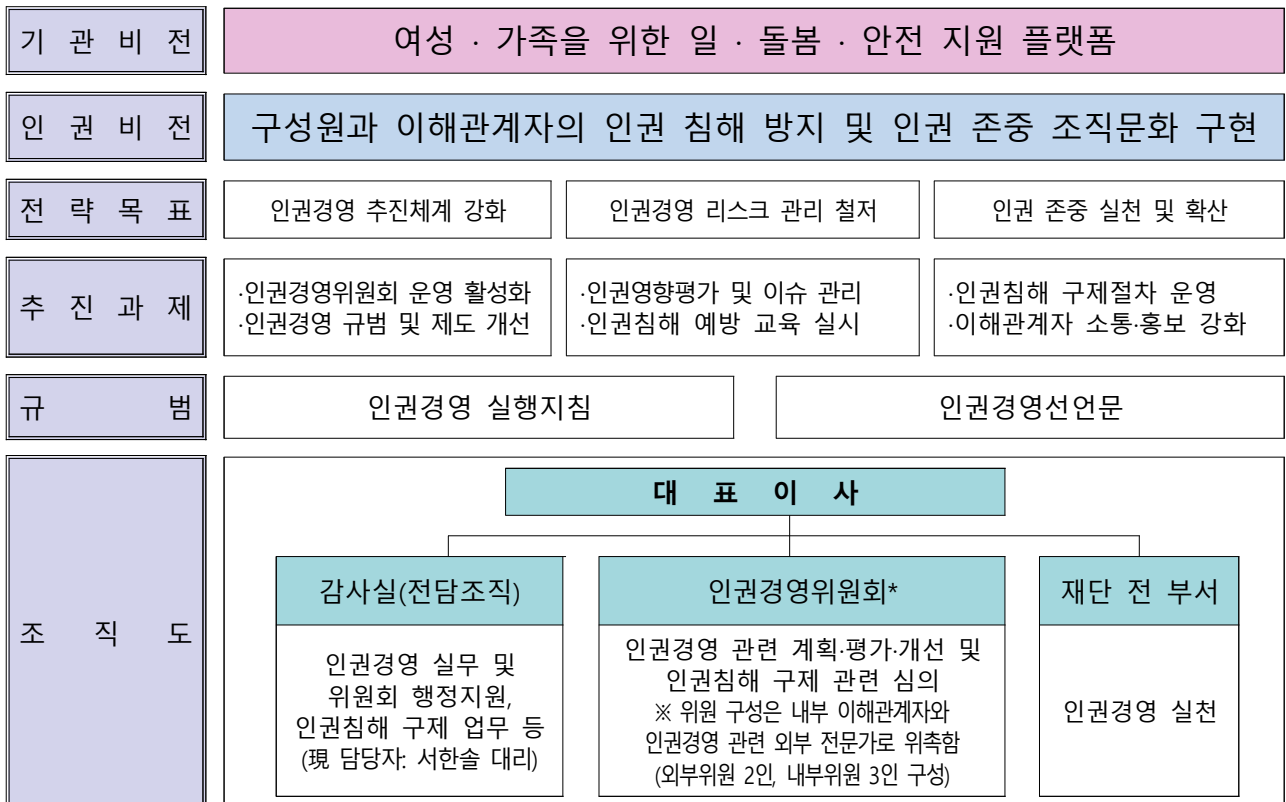 기 관 비 전
여성 · 가족을 위한 일 · 돌봄 · 안전 지원 플랫폼
인 권 비 전
구성원과 이해관계자의 인권 침해 방지 및 인권 존중 조직문화 구현
전 략 목 표
인권경영 추진체계 강화
인권경영 리스크 관리 철저
인권 존중 실천 및 확산
추 진 과 제
·인권경영위원회 운영 활성화
·인권경영 규범 및 제도 개선
·인권영향평가 및 이슈 관리
·인권침해 예방 교육 실시
·인권침해 구제절차 운영
·이해관계자 소통·홍보 강화
규 범
인권경영 실행지침
인권경영선언문
조 직 도
대 표 이 사
감사실(전담조직)
인권경영 실무 및
위원회 행정지원,
인권침해 구제 업무 등
(現 담당자: 서한솔 대리)
인권경영위원회*
인권경영 관련 계획·평가·개선 및
인권침해 구제 관련 심의
※ 위원 구성은 내부 이해관계자와
인권경영 관련 외부 전문가로 위촉함
(외부위원 2인, 내부위원 3인 구성)
재단 전 부서
인권경영 실천